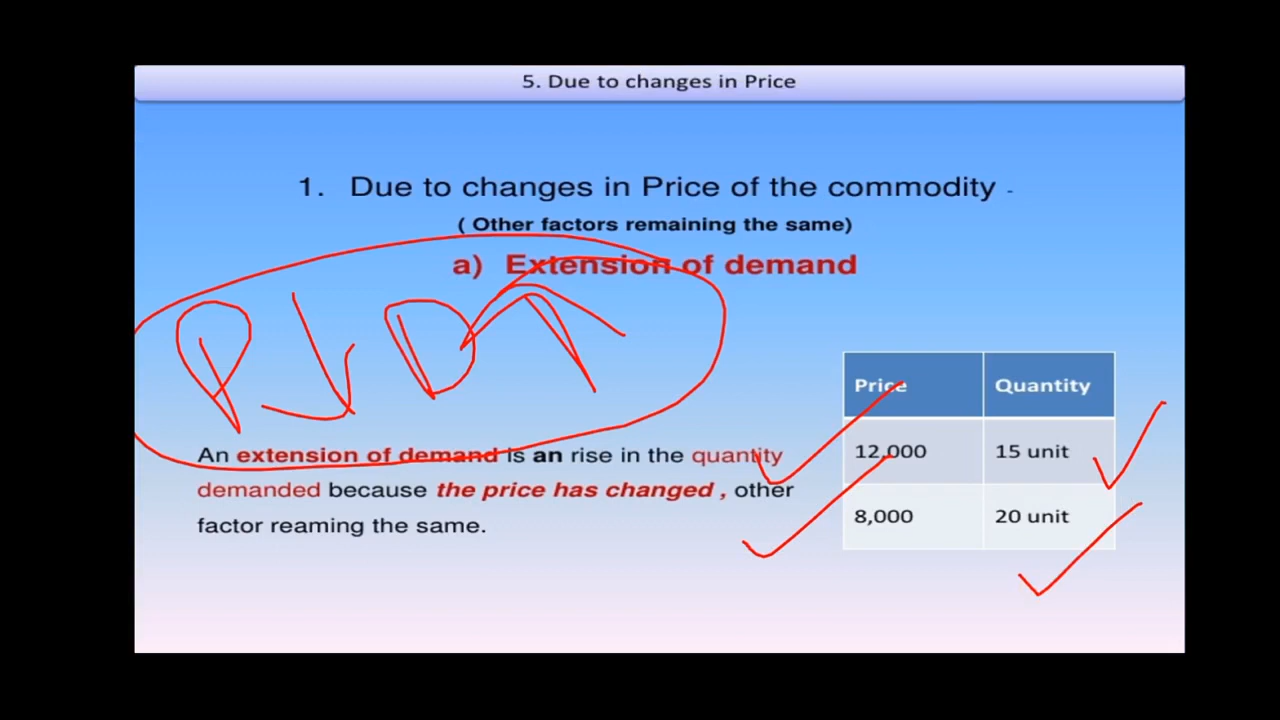 5. Due to changes in Price
1. Due to changes in Price of the commodity -
( Other factors remaining the same)
a) Extension of demand
P↓ D↑
Price Quantity
12,000 15 unit
8,000 20 unit
An extension of demand is an rise in the quantity
demanded because the price has changed , other
factor reaming the same.